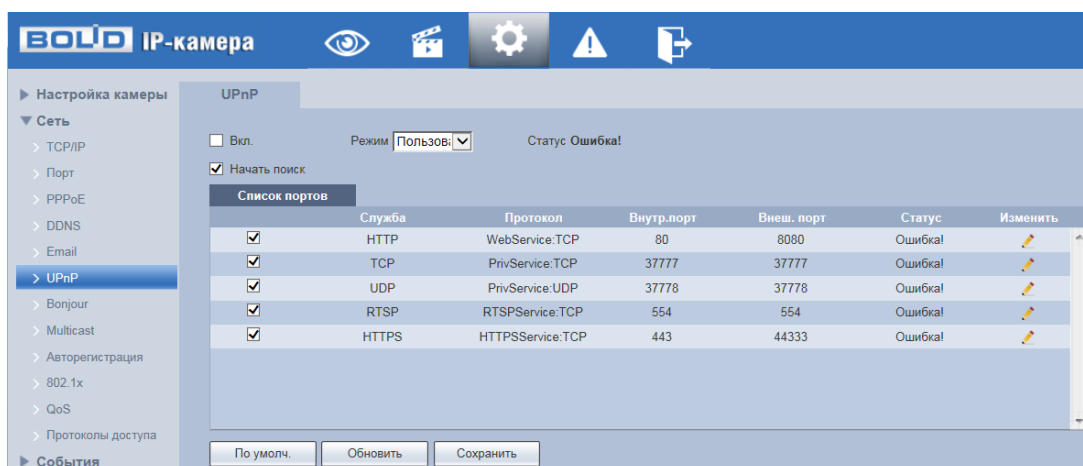 BOLID IP-камера
Настройка камеры
Сеть
TCP/IP
Порт
PPPoE
DDNS
Email
UPnP
Bonjour
Multicast
Авторегистрация
802.1x
QoS
Протоколы доступа
События
UPnP
Вкл. Режим Пользова Статус Ошибка!
Начать поиск
Список портов
Служба Протокол Внутр.порт Внеш. порт Статус Изменить
HTTP WebService:TCP 80 8080 Ошибка!
TCP PrivService:TCP 37777 37777 Ошибка!
UDP PrivService:UDP 37778 37778 Ошибка!
RTSP RTSPService:TCP 554 554 Ошибка!
HTTPS HTTPSService:TCP 443 44333 Ошибка!
По умолч. Обновить Сохранить